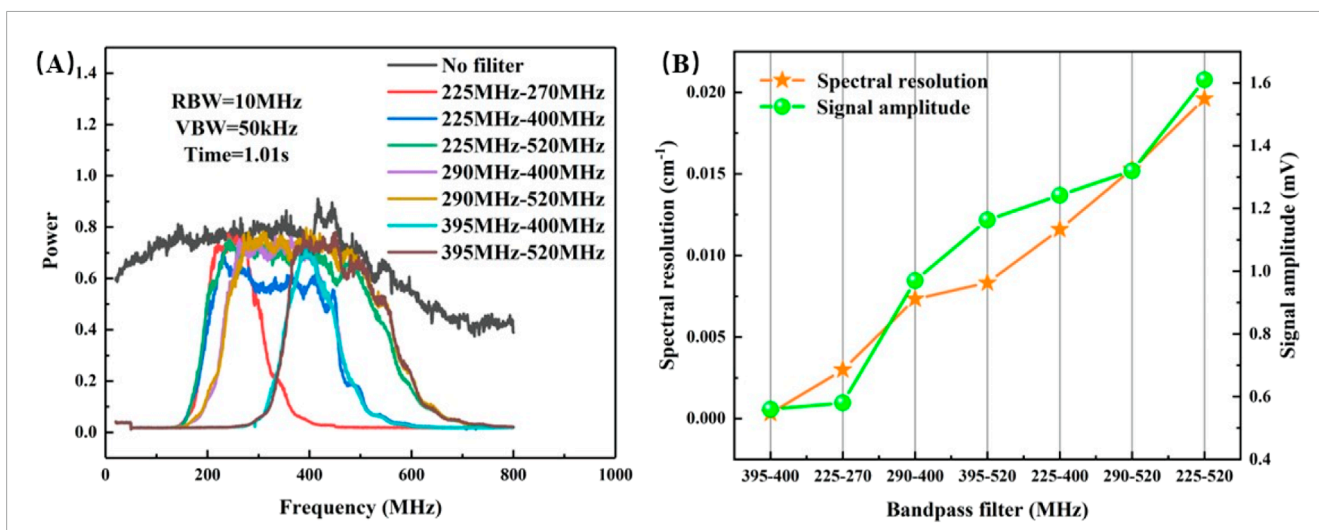 (A)
1.4
1.2
1.0
0.8
0.6
0.4
0.2
0.0
Power
RBW=10MHz
VBW=50kHz
Time=1.01s
No filiter
225MHz-270MHz
225MHz-400MHz
225MHz-520MHz
290MHz-400MHz
290MHz-520MHz
395MHz-400MHz
395MHz-520MHz
0 200 400 600 800 1000
Frequency (MHz)
(B)
Spectral resolution
Signal amplitude
0.020
0.015
0.010
0.005
0.000
Spectral resolution (cm⁻¹)
1.6
1.4
1.2
1.0
0.8
0.6
0.4
Signal amplitude (mV)
395-400 225-270 290-400 395-520 225-400 290-520 225-520
Bandpass filter (MHz)